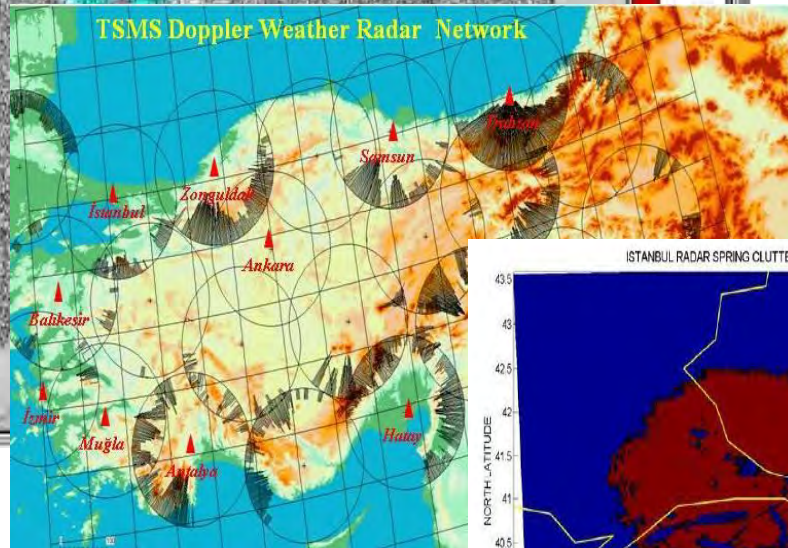 TSMS Doppler Weather Radar Network
Trabzon
Samsun
Zonguldak
İstanbul
Ankara
Balıkesir
İzmir
Muğla
Antalya
Hatay
ISTANBUL RADAR SPRING CLUTTE
43.5
43
42.5
42
41.5
41
40.5
NORTH LATITUDE